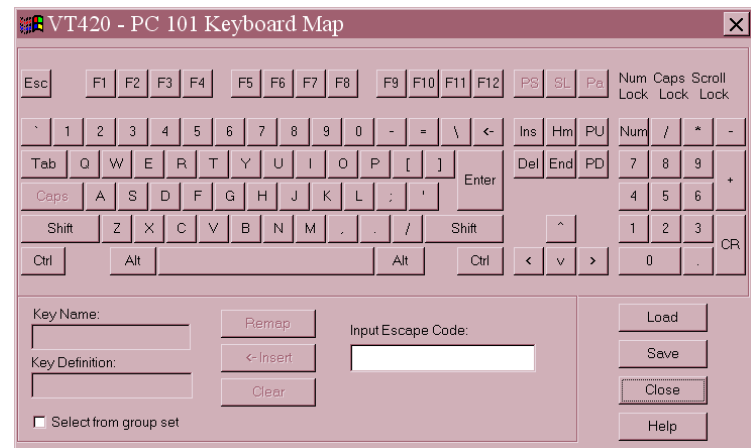 VT420 - PC 101 Keyboard Map
Esc F1 F2 F3 F4 F5 F6 F7 F8 F9 F10 F11 F12 PS SL Pa Num Caps Scroll
Lock Lock Lock
` 1 2 3 4 5 6 7 8 9 0 - = \ <- Ins Hm PU Num / * -
Tab Q W E R T Y U I O P [ ] Enter Del End PD 7 8 9 +
Caps A S D F G H J K L ; ' 4 5 6
Shift Z X C V B N M , . / Shift ^ 1 2 3 CR
Ctrl Alt Alt Ctrl < v > 0 .
Key Name:
Remap
Input Escape Code:
Load
Key Definition:
<- Insert
Save
Clear
Close
Select from group set
Help